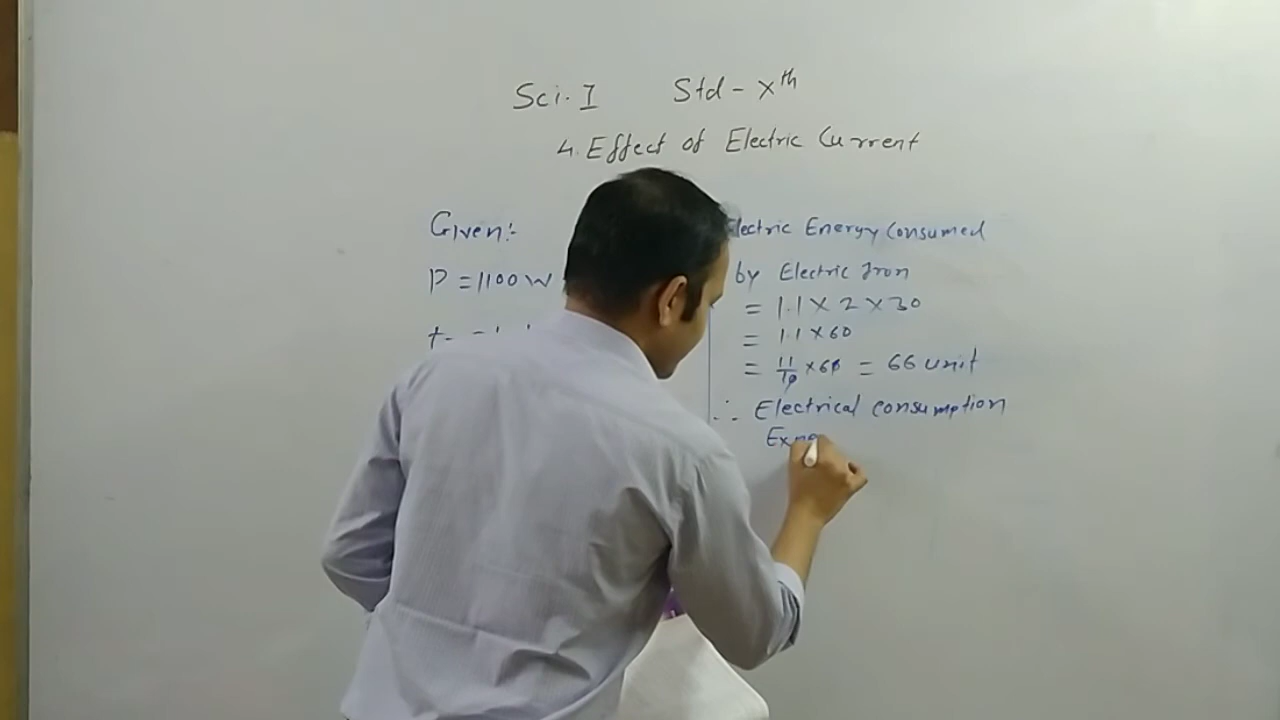 Sci. I Std - Xth
4. Effect of Electric Current
Given:-
P = 1100 W
Electric Energy Consumed
by Electric Iron
= 1.1 × 2 × 30
= 1.1 × 60
= 11/10 × 60 = 66 unit
∴ Electrical consumption